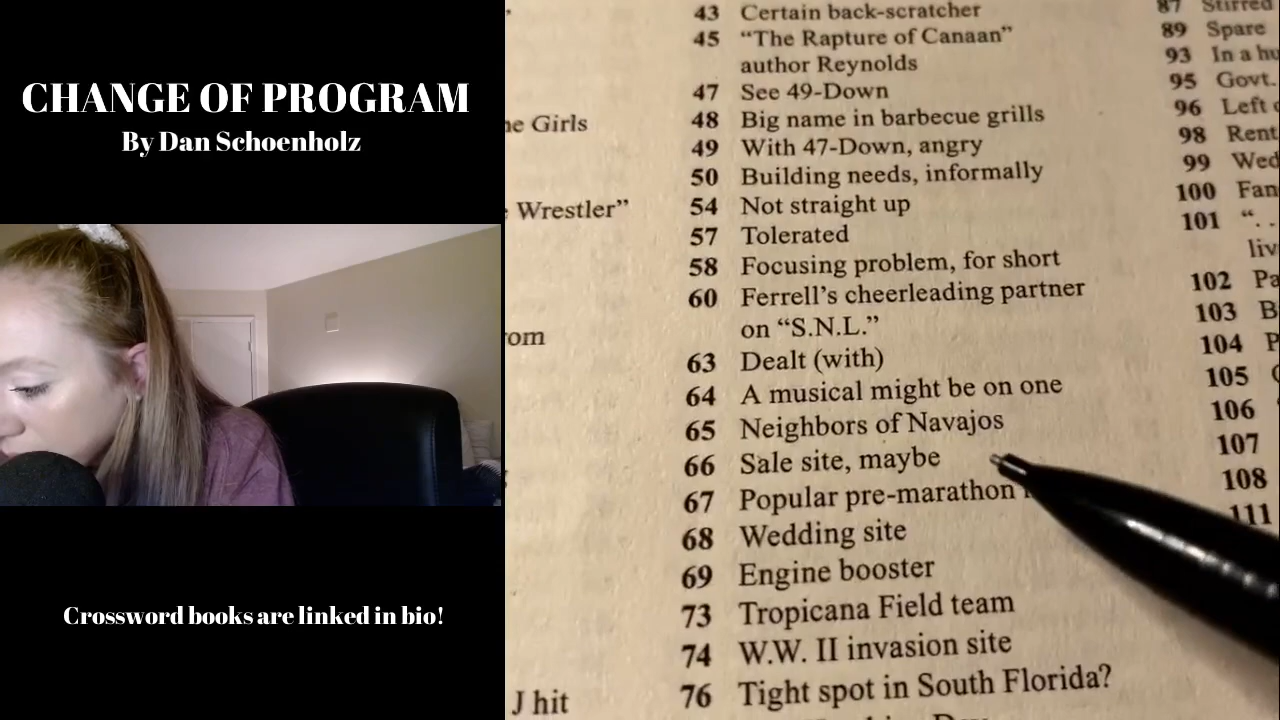 CHANGE OF PROGRAM
By Dan Schoenholz
Crossword books are linked in bio!
he Girls
Wrestler”
om
J hit
43 Certain back-scratcher
45 “The Rapture of Canaan”
author Reynolds
47 See 49-Down
48 Big name in barbecue grills
49 With 47-Down, angry
50 Building needs, informally
54 Not straight up
57 Tolerated
58 Focusing problem, for short
60 Ferrell’s cheerleading partner
on “S.N.L.”
63 Dealt (with)
64 A musical might be on one
65 Neighbors of Navajos
66 Sale site, maybe
67 Popular pre-marathon
68 Wedding site
69 Engine booster
73 Tropicana Field team
74 W.W. II invasion site
76 Tight spot in South Florida?
87 Stirred
89 Spare
93 In a hu
95 Govt.
96 Left
98 Rent
99 Wed
100 Fan
101 “. .
liv
102 Pa
103 B
104 P
105
106
107
108
111